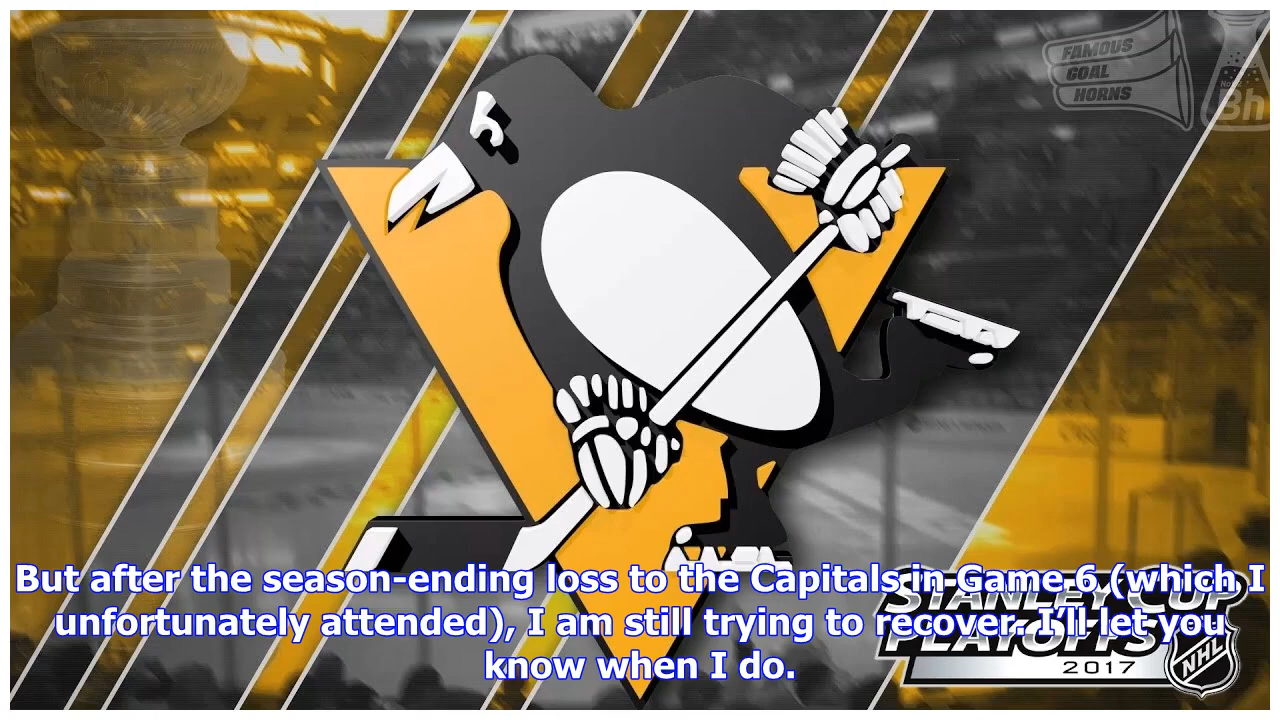 FAMOUS
GOAL
HORNS
Bh
But after the season-ending loss to the Capitals in Game 6 (which I
unfortunately attended), I am still trying to recover. I'll let you
know when I do.
STANLEY CUP
PLAYOFFS
2017
NHL